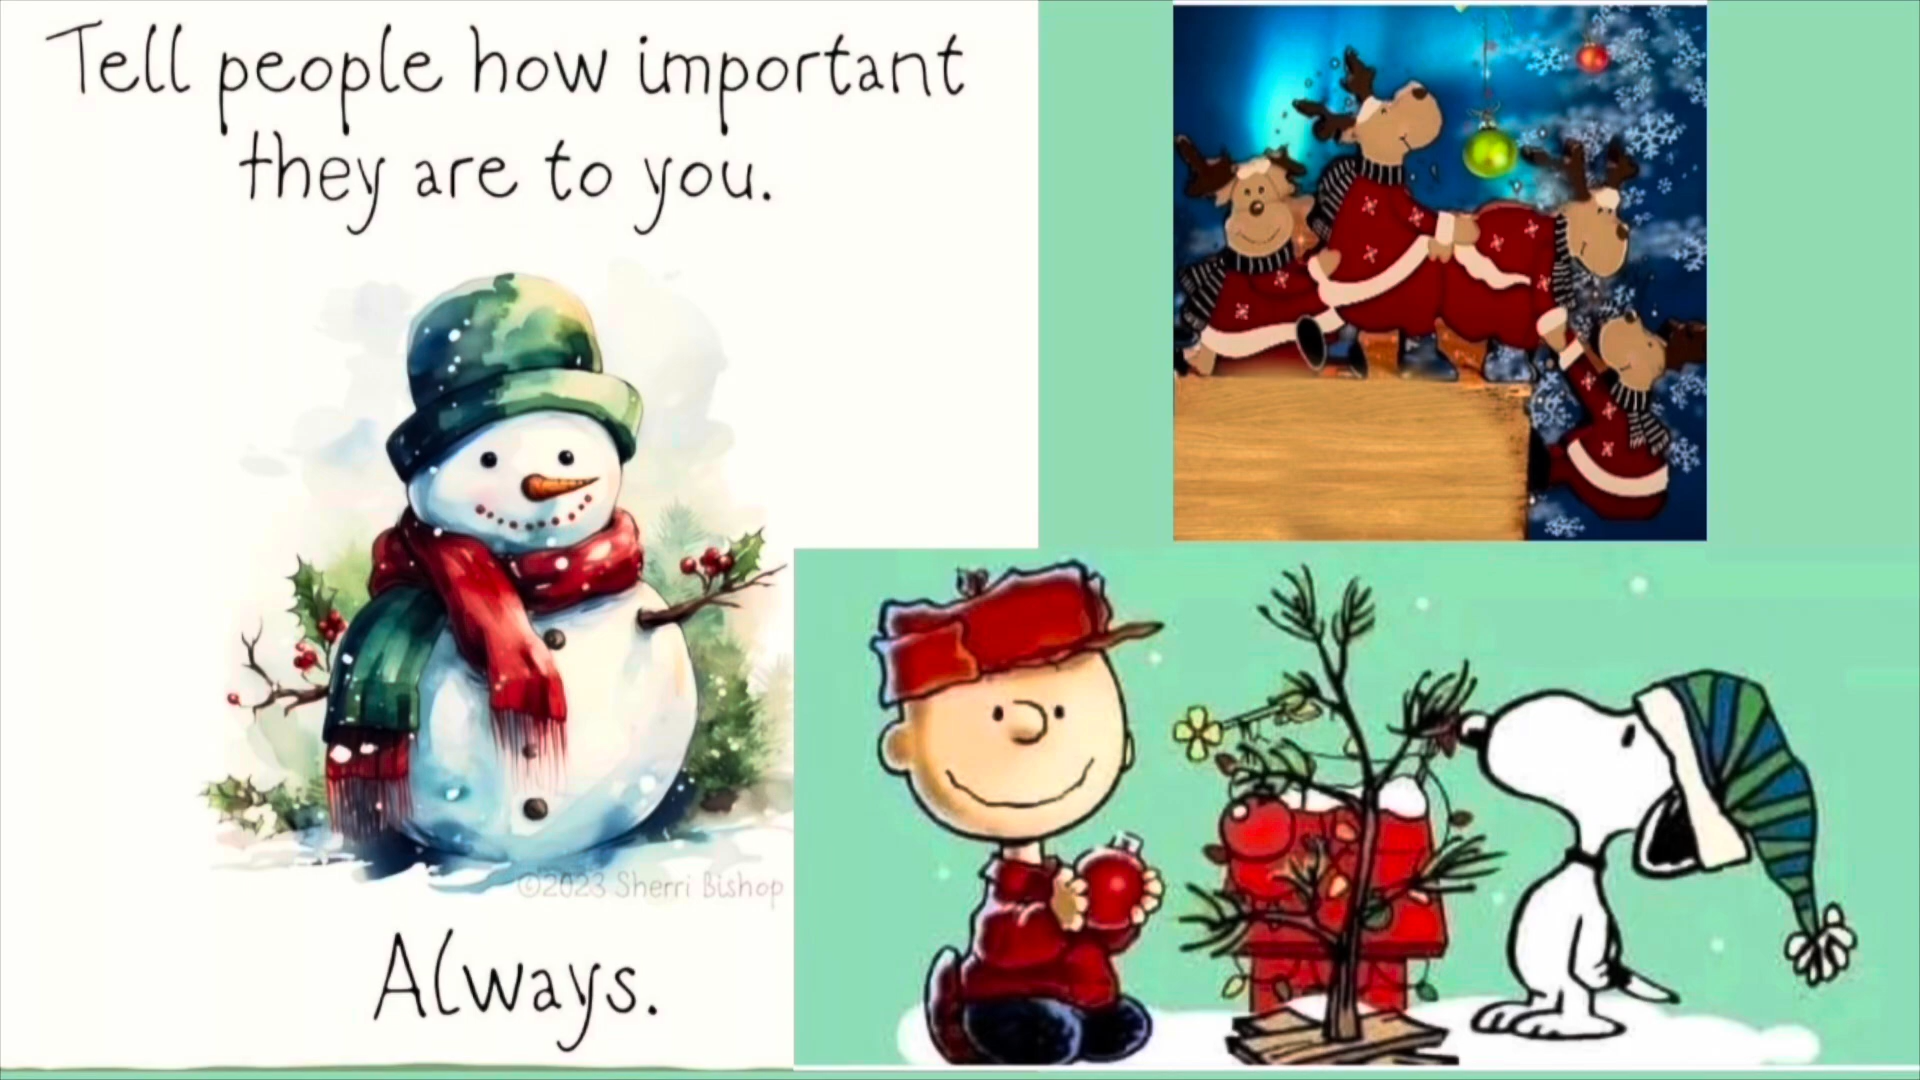 Tell people how important
they are to you.
©2023 Sherri Bishop
Always.